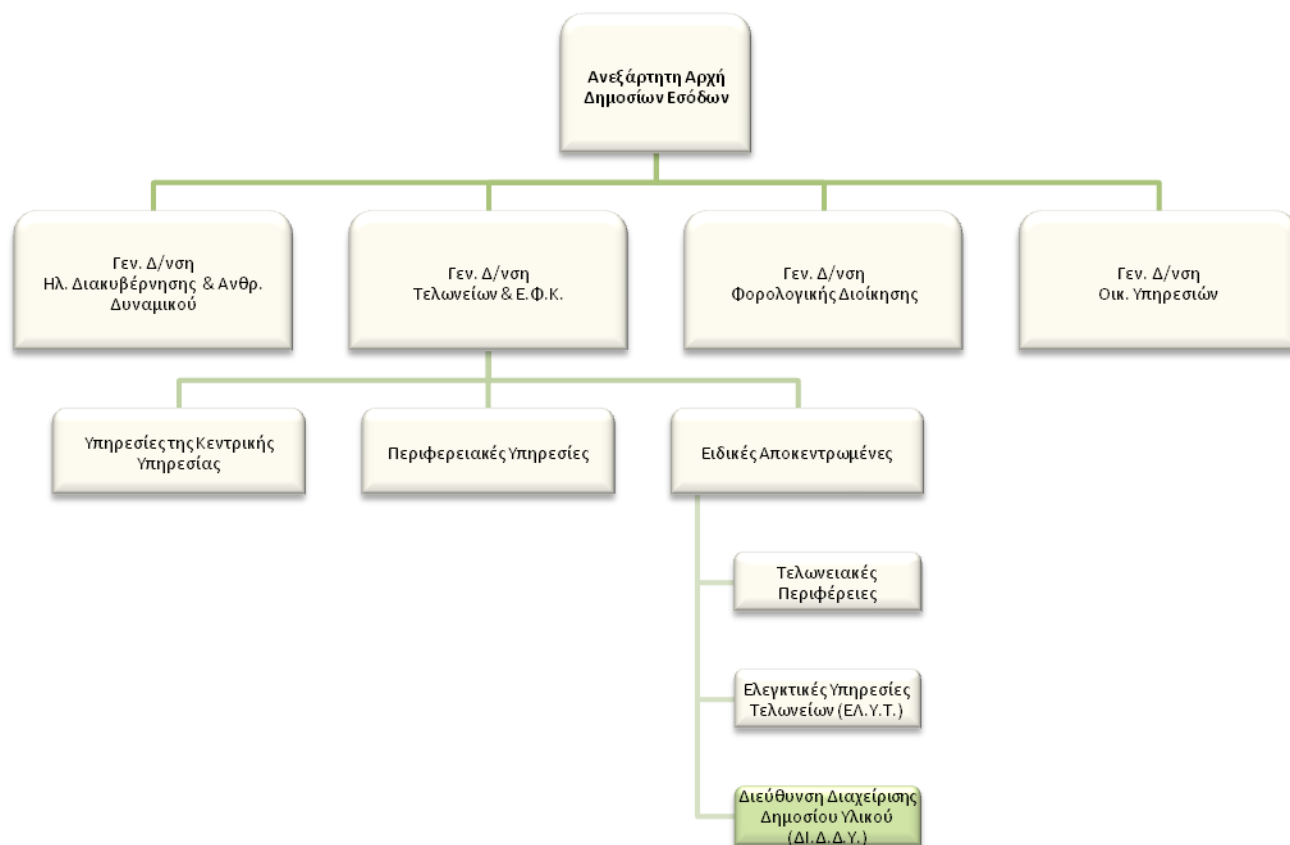 Ανεξάρτητη Αρχή
Δημοσίων Εσόδων
Γεν. Δ/νση
Ηλ. Διακυβέρνησης & Ανθρ.
Δυναμικού
Γεν. Δ/νση
Τελωνείων & Ε.Φ.Κ.
Γεν. Δ/νση
Φορολογικής Διοίκησης
Γεν. Δ/νση
Οικ. Υπηρεσιών
Υπηρεσίες της Κεντρικής
Υπηρεσίας
Περιφερειακές Υπηρεσίες
Ειδικές Αποκεντρωμένες
Τελωνειακές
Περιφέρειες
Ελεγκτικές Υπηρεσίες
Τελωνείων (ΕΛ.Υ.Τ.)
Διεύθυνση Διαχείρισης
Δημοσίου Υλικού
(ΔΙ.Δ.Δ.Υ.)